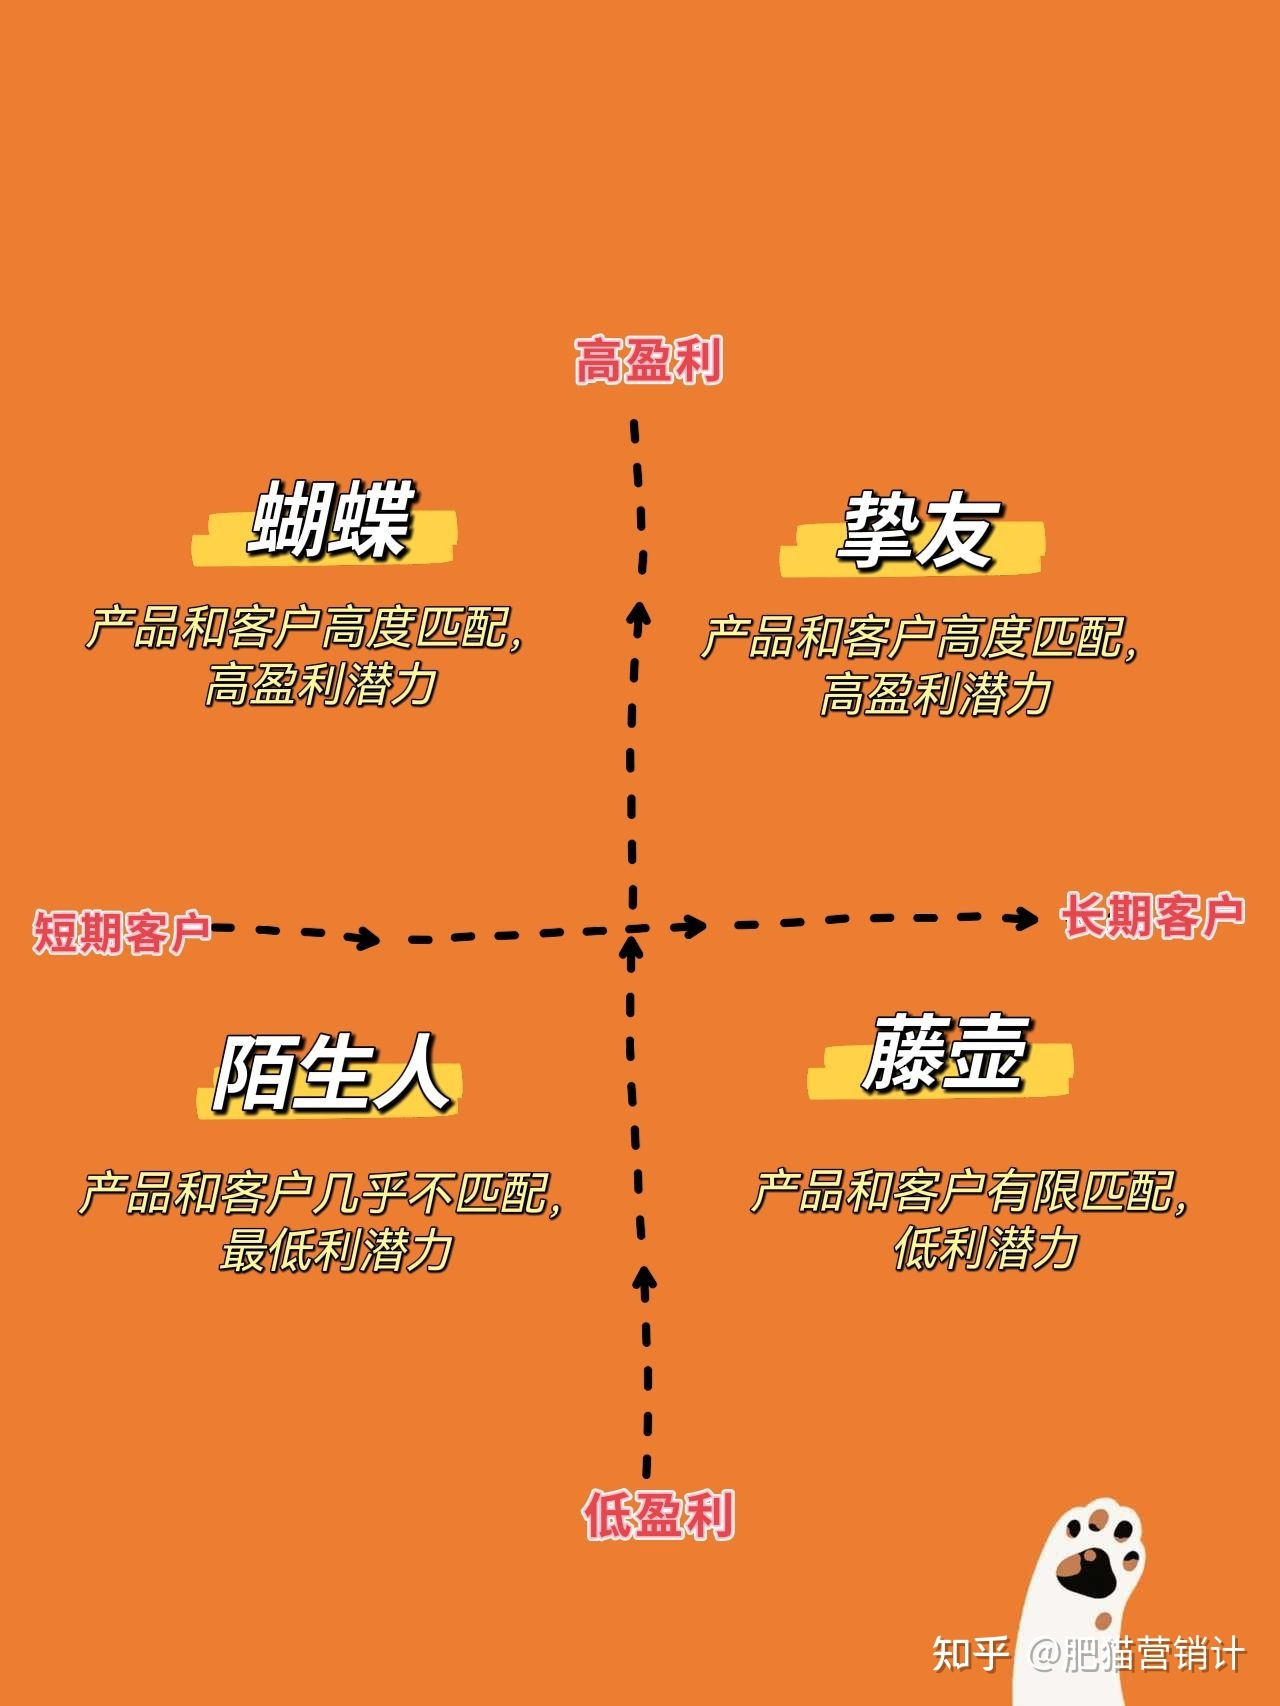 高盈利
蝴蝶
产品和客户高度匹配，
高盈利潜力
挚友
产品和客户高度匹配，
高盈利潜力
短期客户
长期客户
陌生人
产品和客户几乎不匹配，
最低利潜力
藤壶
产品和客户有限匹配，
低利潜力
低盈利
知乎 @肥猫营销计